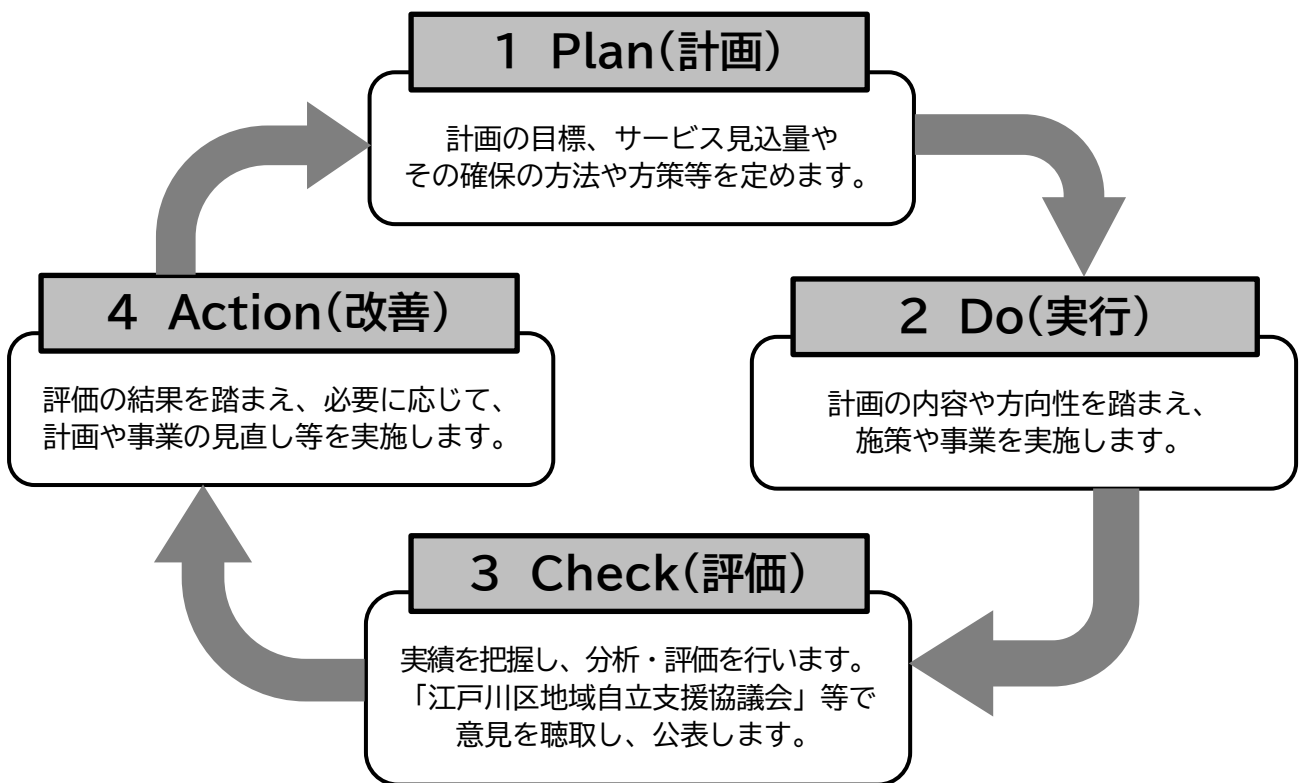 1 Plan(計画)
計画の目標、サービス見込量や
その確保の方法や方策等を定めます。
2 Do(実行)
計画の内容や方向性を踏まえ、
施策や事業を実施します。
3 Check(評価)
実績を把握し、分析・評価を行います。
「江戸川区地域自立支援協議会」等で
意見を聴取し、公表します。
4 Action(改善)
評価の結果を踏まえ、必要に応じて、
計画や事業の見直し等を実施します。